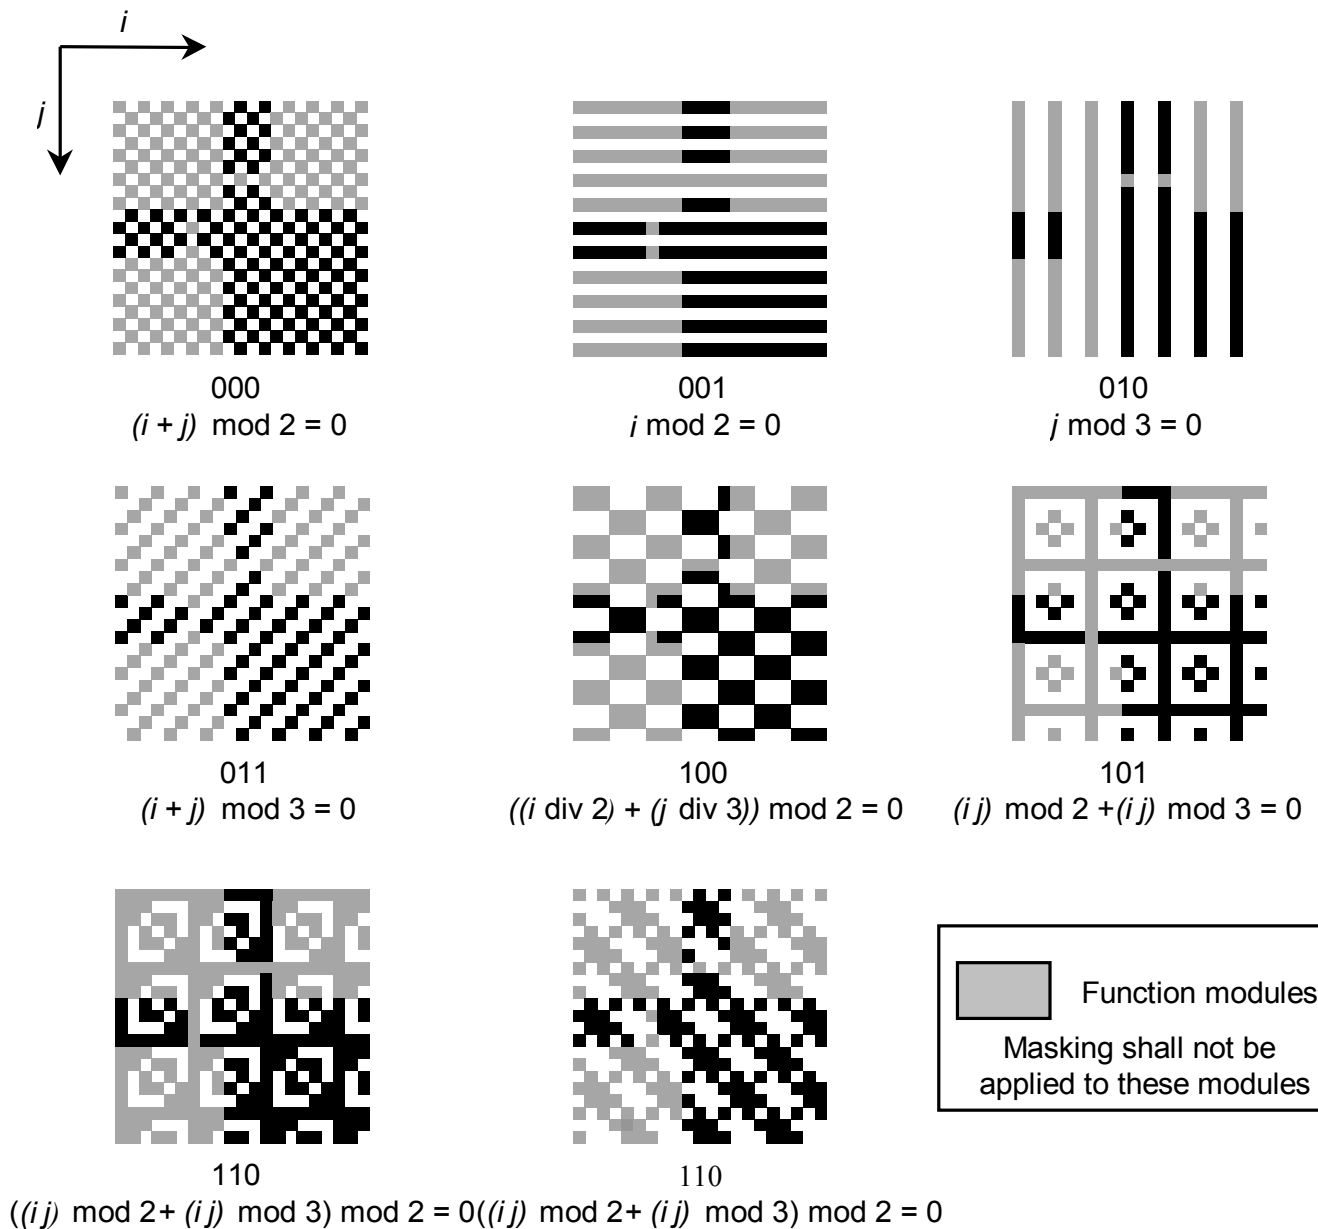 i
j
000
(i + j) mod 2 = 0
001
i mod 2 = 0
010
j mod 3 = 0
011
(i + j) mod 3 = 0
100
((i div 2) + (j div 3)) mod 2 = 0
101
(i j) mod 2 + (i j) mod 3 = 0
110
((i j) mod 2 + (i j) mod 3) mod 2 = 0
110
((i j) mod 2 + (i j) mod 3) mod 2 = 0
Function modules
Masking shall not be
applied to these modules